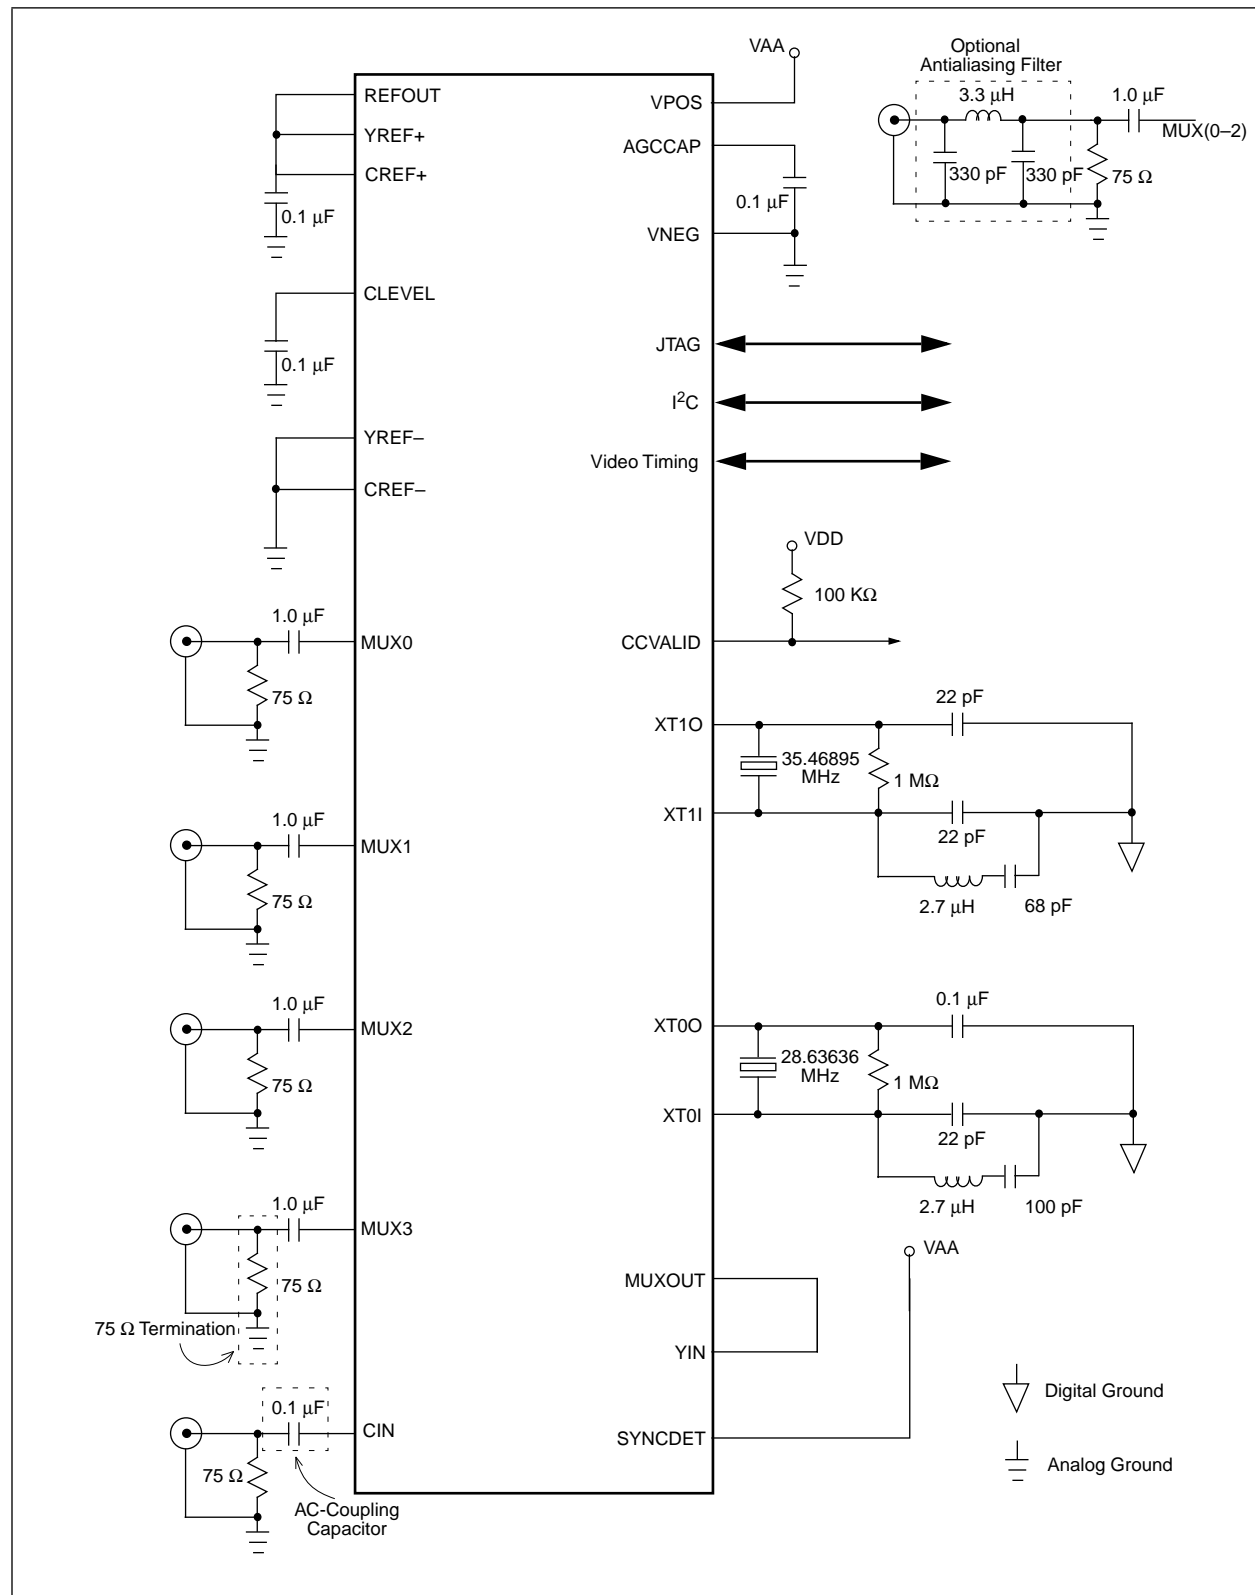 VAA
Optional
Antialiasing Filter
3.3 μH
1.0 μF
MUX(0–2)
330 pF
330 pF
75 Ω
REFOUT
YREF+
CREF+
0.1 μF
CLEVEL
0.1 μF
YREF–
CREF–
1.0 μF
MUX0
75 Ω
1.0 μF
MUX1
75 Ω
1.0 μF
MUX2
75 Ω
1.0 μF
MUX3
75 Ω
75 Ω Termination
0.1 μF
CIN
75 Ω
AC-Coupling
Capacitor
VPOS
AGCCAP
0.1 μF
VNEG
JTAG
I²C
Video Timing
VDD
100 KΩ
CCVALID
22 pF
XT1O
35.46895
MHz
1 MΩ
XT1I
22 pF
2.7 μH
68 pF
0.1 μF
XT0O
28.63636
MHz
1 MΩ
XT0I
22 pF
2.7 μH
100 pF
VAA
MUXOUT
YIN
SYNCDET
Digital Ground
Analog Ground